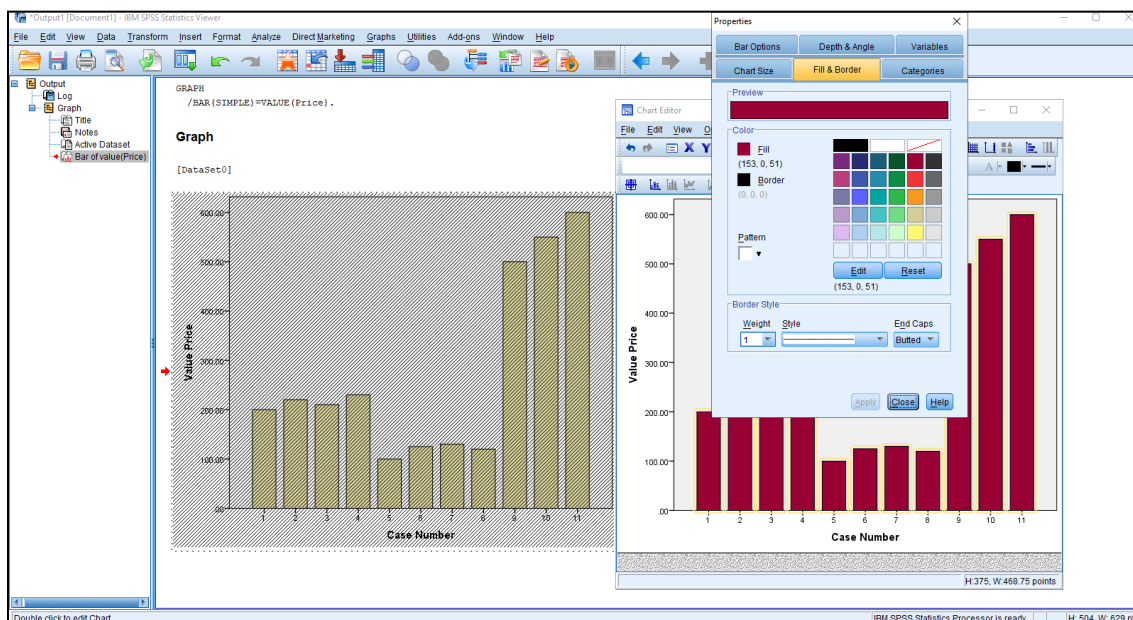 *Output1 [Document1] - IBM SPSS Statistics Viewer
File Edit View Data Transform Insert Format Analyze Direct Marketing Graphs Utilities Add-ons Window Help
Output
Log
Graph
Title
Notes
Active Dataset
Bar of value(Price)
GRAPH
/BAR(SIMPLE)=VALUE(Price).
Graph
[DataSet0]
600.00
500.00
400.00
300.00
200.00
100.00
.00
Value Price
1 2 3 4 5 6 7 8 9 10 11
Case Number
Chart Editor
File Edit View
X Y
A
600.00
500.00
400.00
300.00
200.00
100.00
.00
Value Price
1 2 3 4 5 6 7 8 9 10 11
Case Number
H:375, W:468.75 points
Properties
Bar Options Depth & Angle Variables
Chart Size Fill & Border Categories
Preview
Color
Fill
(153, 0, 51)
Border
(0, 0, 0)
Pattern
Edit Reset
(153, 0, 51)
Border Style
Weight Style End Caps
1 Butted
Apply Close Help
Double click to edit Chart
IBM SPSS Statistics Processor is ready
H: 504, W: 629